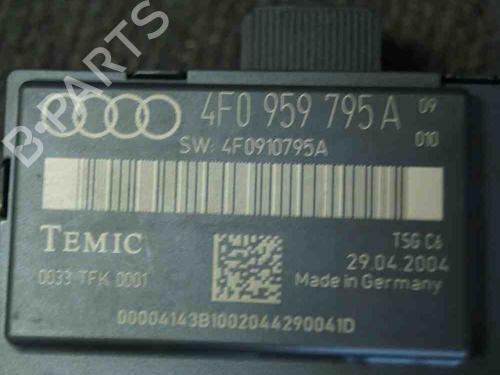 4F0 959 795 A 09
010
SW: 4F0910795A
TEMIC
TSG C6
0033 TFK 0001
29.04.2004
Made in Germany
00004143B1002044290041D
B-PARTS